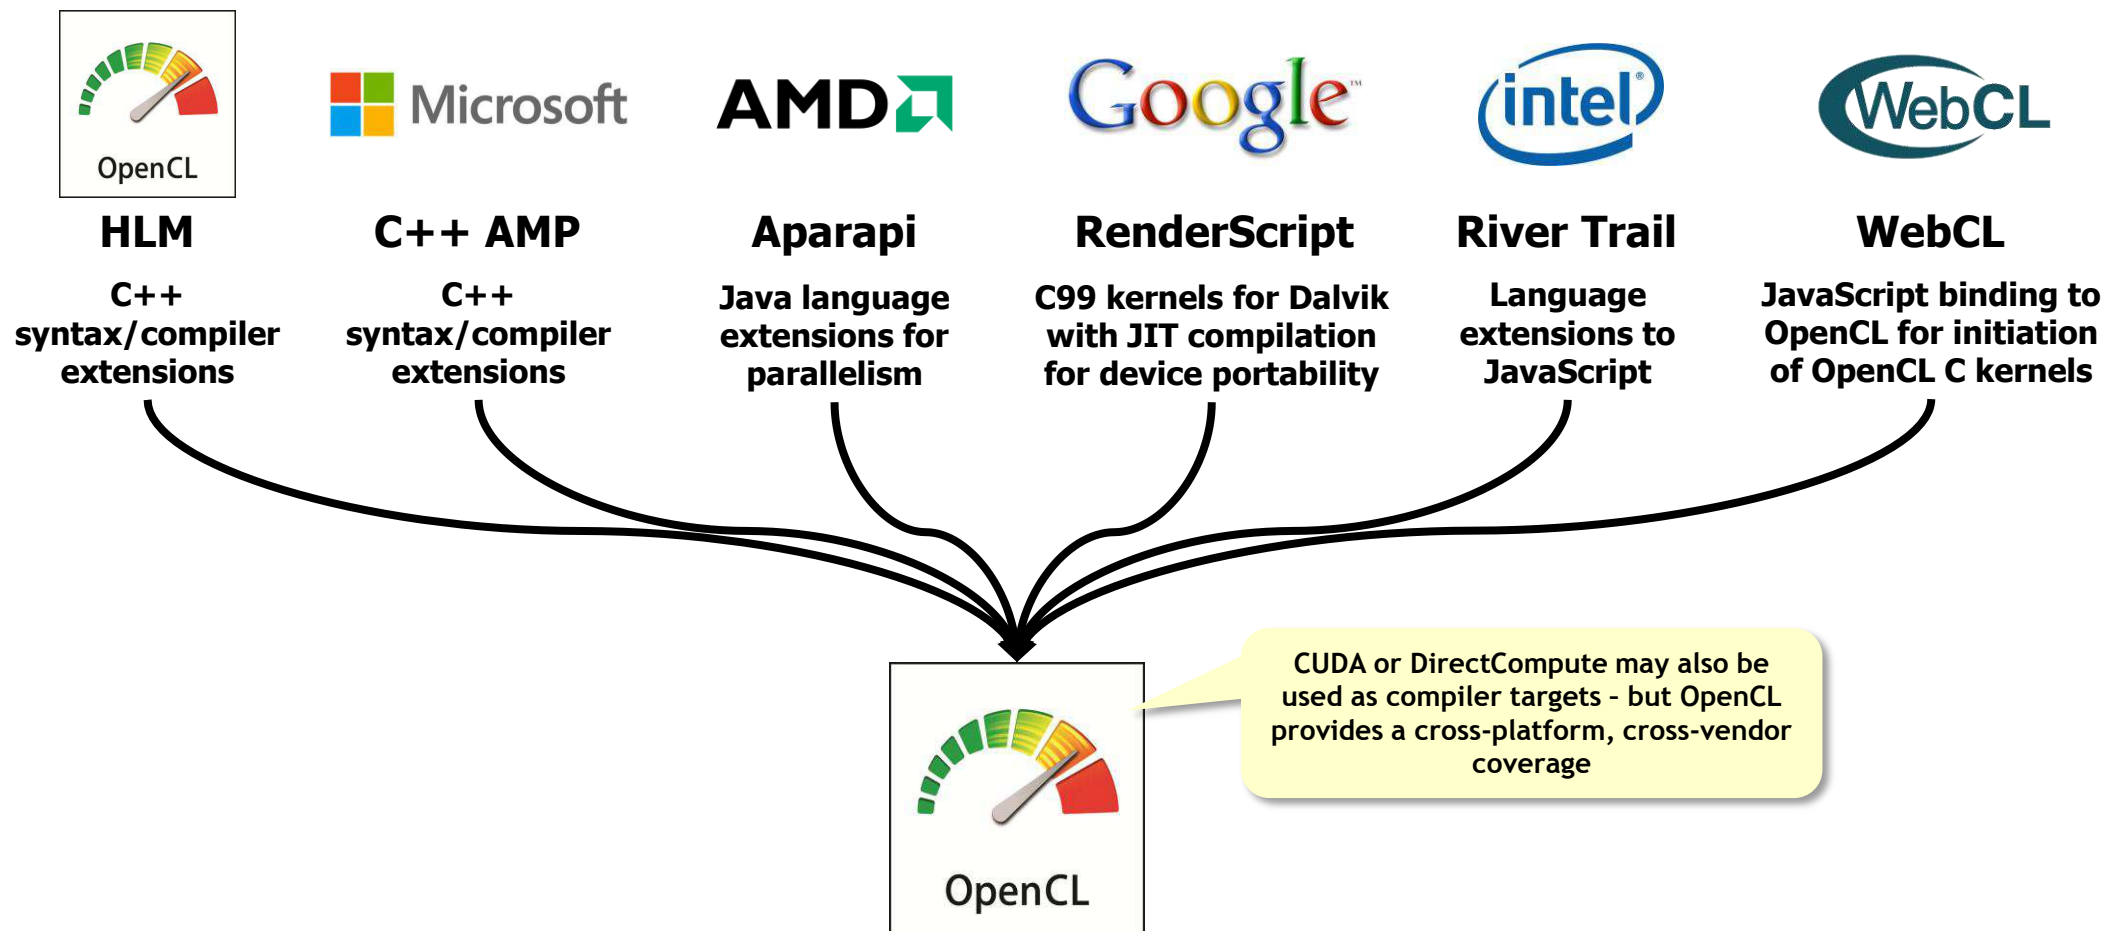 OpenCL
Microsoft
AMD
Google™
intel®
WebCL
HLM
C++ AMP
Aparapi
RenderScript
River Trail
WebCL
C++
syntax/compiler
extensions
C++
syntax/compiler
extensions
Java language
extensions for
parallelism
C99 kernels for Dalvik
with JIT compilation
for device portability
Language
extensions to
JavaScript
JavaScript binding to
OpenCL for initiation
of OpenCL C kernels
CUDA or DirectCompute may also be
used as compiler targets – but OpenCL
provides a cross-platform, cross-vendor
coverage
OpenCL